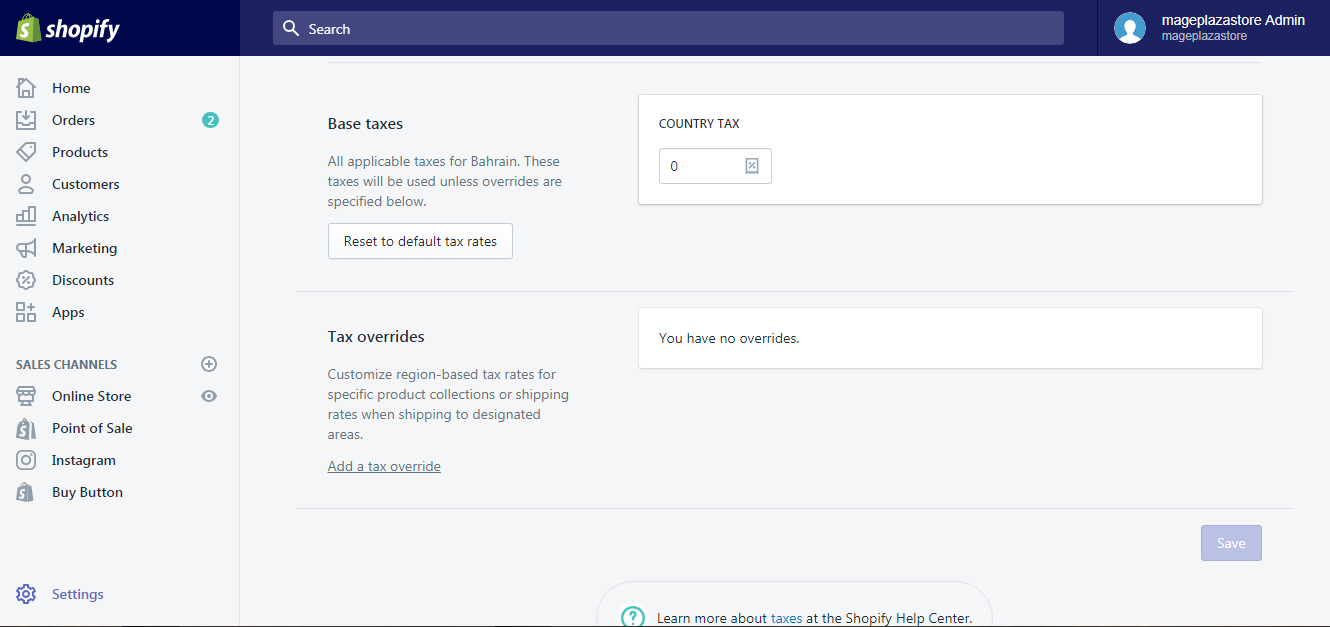 shopify
Search
mageplazastore Admin
mageplazastore
Home
Orders
2
Products
Customers
Analytics
Marketing
Discounts
Apps
SALES CHANNELS
Online Store
Point of Sale
Instagram
Buy Button
Settings
Base taxes
All applicable taxes for Bahrain. These
taxes will be used unless overrides are
specified below.
Reset to default tax rates
COUNTRY TAX
0
Tax overrides
Customize region-based tax rates for
specific product collections or shipping
rates when shipping to designated
areas.
Add a tax override
You have no overrides.
Save
Learn more about taxes at the Shopify Help Center.